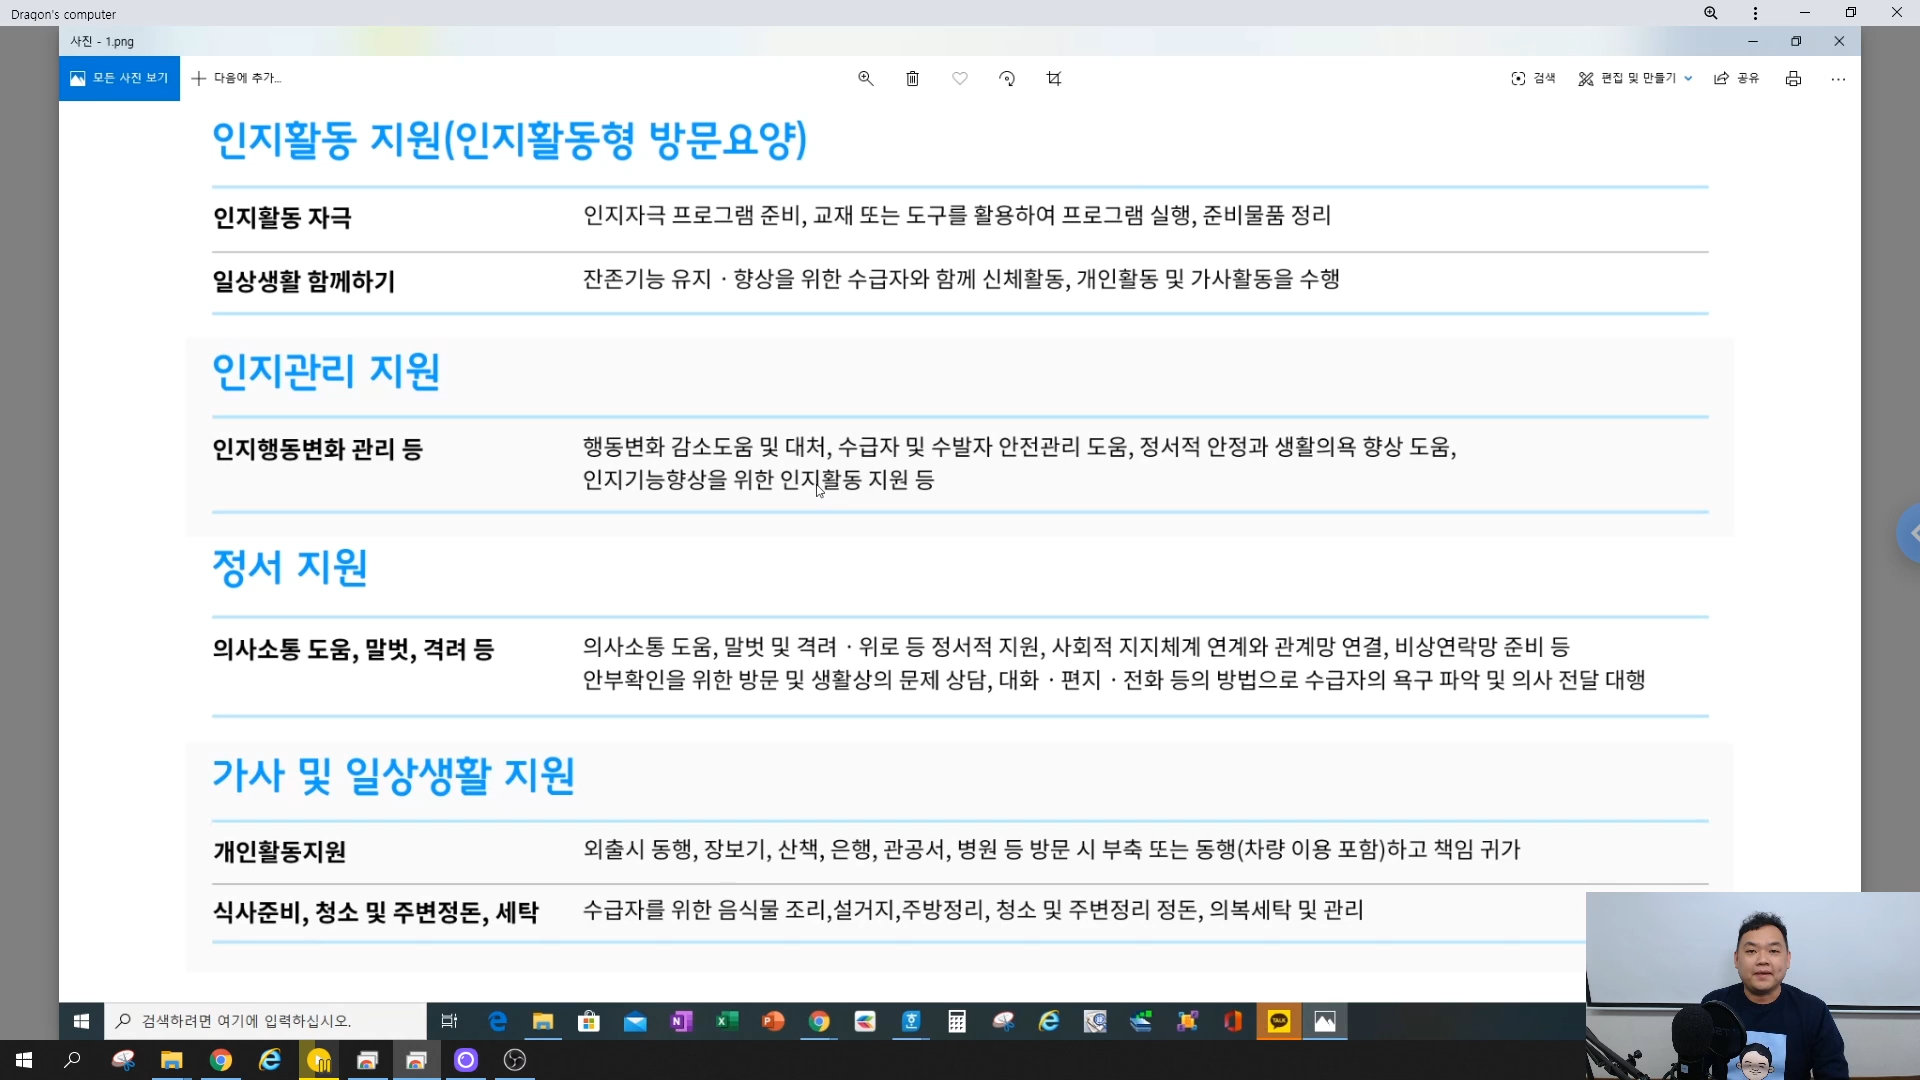 Dragon's computer
사진 - 1.png
모든 사진 보기
다음에 추가...
검색
편집 및 만들기
공유
인지활동 지원(인지활동형 방문요양)
인지활동 자극
인지자극 프로그램 준비, 교재 또는 도구를 활용하여 프로그램 실행, 준비물품 정리
일상생활 함께하기
잔존기능 유지 · 향상을 위한 수급자와 함께 신체활동, 개인활동 및 가사활동을 수행
인지관리 지원
인지행동변화 관리 등
행동변화 감소도움 및 대처, 수급자 및 수발자 안전관리 도움, 정서적 안정과 생활의욕 향상 도움,
인지기능향상을 위한 인지활동 지원 등
정서 지원
의사소통 도움, 말벗, 격려 등
의사소통 도움, 말벗 및 격려 · 위로 등 정서적 지원, 사회적 지지체계 연계와 관계망 연결, 비상연락망 준비 등
안부확인을 위한 방문 및 생활상의 문제 상담, 대화 · 편지 · 전화 등의 방법으로 수급자의 욕구 파악 및 의사 전달 대행
가사 및 일상생활 지원
개인활동지원
외출시 동행, 장보기, 산책, 은행, 관공서, 병원 등 방문 시 부축 또는 동행(차량 이용 포함)하고 책임 귀가
식사준비, 청소 및 주변정돈, 세탁
수급자를 위한 음식물 조리,설거지,주방정리, 청소 및 주변정리 정돈, 의복세탁 및 관리
검색하려면 여기에 입력하십시오.
TALK